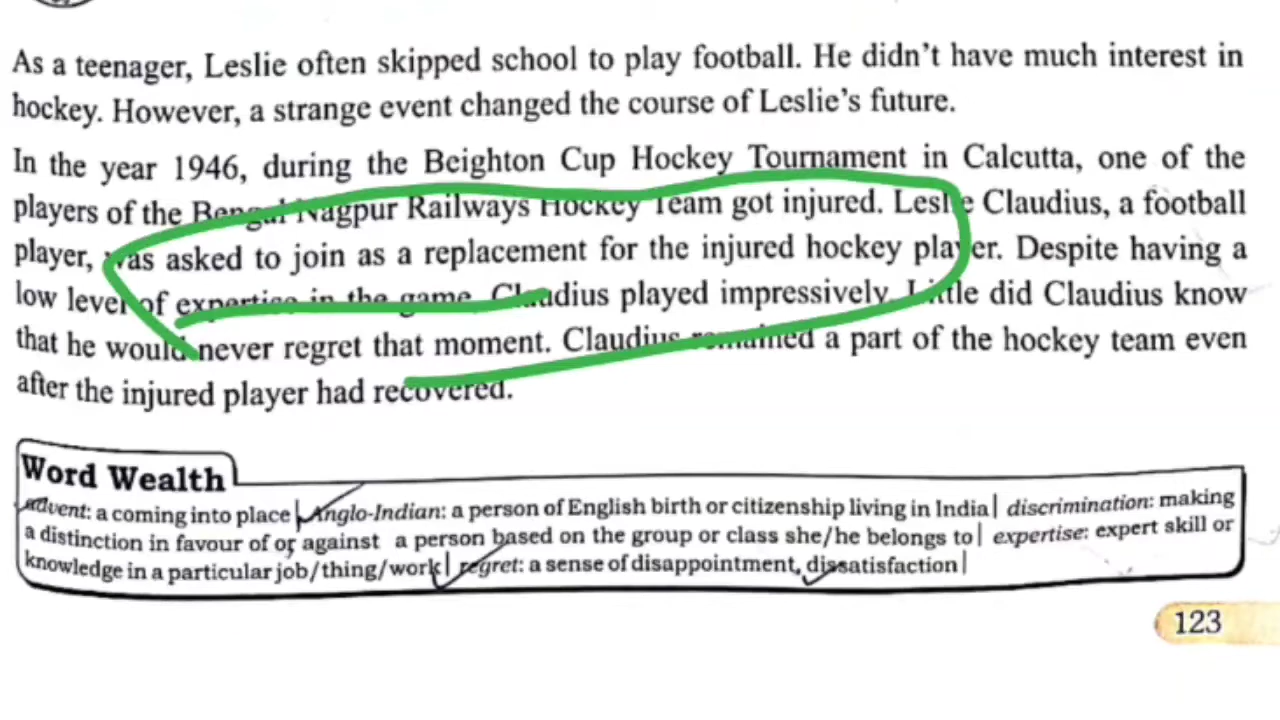 As a teenager, Leslie often skipped school to play football. He didn't have much interest in
hockey. However, a strange event changed the course of Leslie's future.
In the year 1946, during the Beighton Cup Hockey Tournament in Calcutta, one of the
players of the Bengal Nagpur Railways Hockey Team got injured. Leslie Claudius, a football
player, was asked to join as a replacement for the injured hockey player. Despite having a
low level of expertise in the game, Claudius played impressively. Little did Claudius know
that he would never regret that moment. Claudius remained a part of the hockey team even
after the injured player had recovered.
Word Wealth
advent: a coming into place| Anglo-Indian: a person of English birth or citizenship living in India| discrimination: making
a distinction in favour of or against a person based on the group or class she/he belongs to| expertise: expert skill or
knowledge in a particular job/thing/work| regret: a sense of disappointment, dissatisfaction|
123